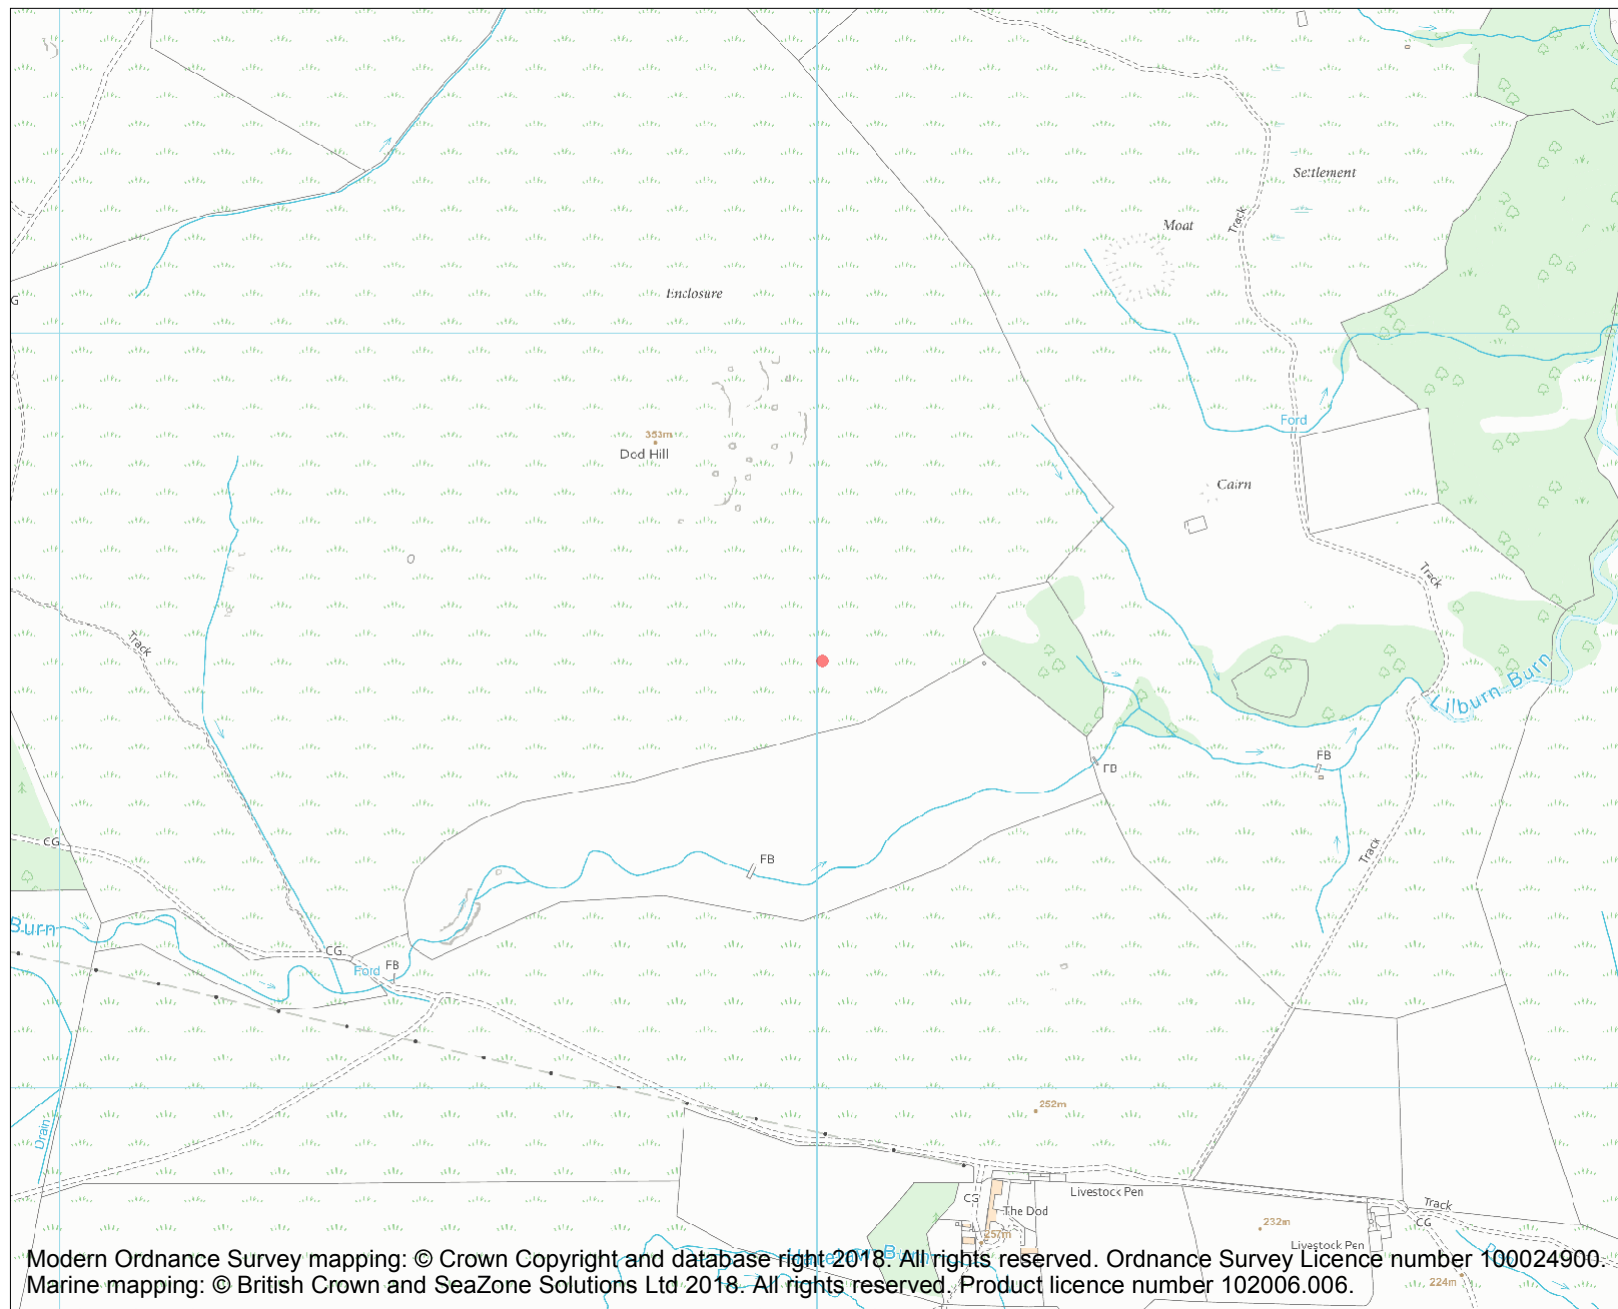 Settlement
Moat
Track
Enclosure
G
Ford
353m
Dod Hill
Cairn
Track
Track
Lilburn Burn
FB
FB
CG
Track
FB
Burn
CG
Ford
FB
252m
Drain
Livestock Pen
CG
The Dod
Track
CG
232m
257m
Livestock Pen
224m
Modern Ordnance Survey mapping: © Crown Copyright and database right 2018. All rights reserved. Ordnance Survey Licence number 100024900.
Marine mapping: © British Crown and SeaZone Solutions Ltd 2018. All rights reserved. Product licence number 102006.006.